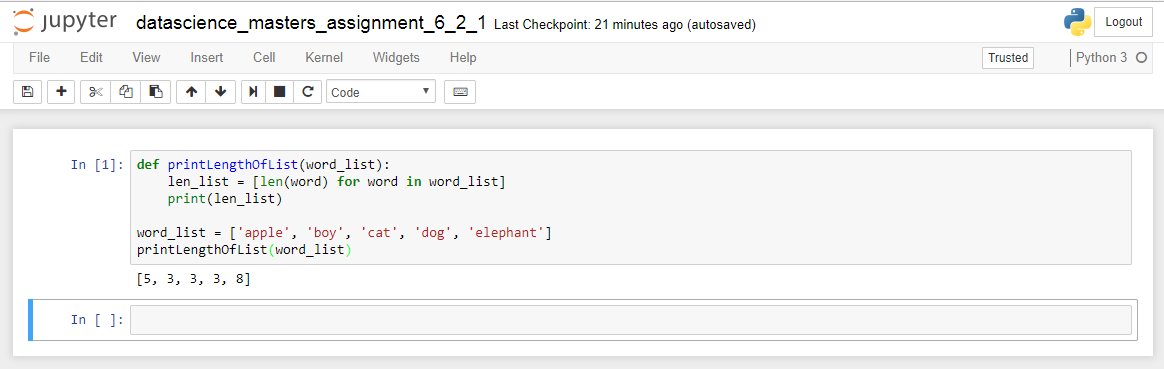 jupyter datascience_masters_assignment_6_2_1 Last Checkpoint: 21 minutes ago (autosaved) Logout
File Edit View Insert Cell Kernel Widgets Help Trusted Python 3
Code
In [1]: def printLengthOfList(word_list):
    len_list = [len(word) for word in word_list]
    print(len_list)
word_list = ['apple', 'boy', 'cat', 'dog', 'elephant']
printLengthOfList(word_list)
[5, 3, 3, 3, 8]
In [ ]: